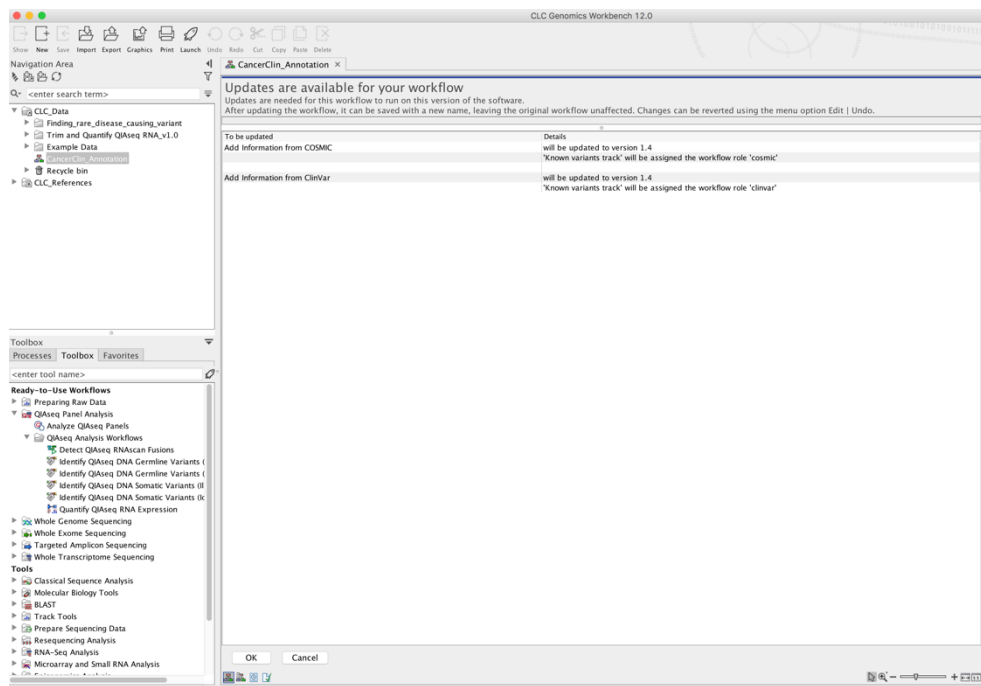 CLC Genomics Workbench 12.0
Show New Save Import Export Graphics Print Launch Undo Redo Cut Copy Paste Delete
Navigation Area
<enter search term>
CLC_Data
Finding_rare_disease_causing_variant
Trim and Quantify QIAseq RNA_v1.0
Example Data
CancerClin_Annotation
Recycle bin
CLC_References
CancerClin_Annotation ×
Updates are available for your workflow
Updates are needed for this workflow to run on this version of the software.
After updating the workflow, it can be saved with a new name, leaving the original workflow unaffected. Changes can be reverted using the menu option Edit | Undo.
To be updated Details
Add Information from COSMIC will be updated to version 1.4
'Known variants track' will be assigned the workflow role 'cosmic'
Add Information from ClinVar will be updated to version 1.4
'Known variants track' will be assigned the workflow role 'clinvar'
Toolbox
Processes Toolbox Favorites
<enter tool name>
Ready-to-Use Workflows
Preparing Raw Data
QIAseq Panel Analysis
Analyze QIAseq Panels
QIAseq Analysis Workflows
Detect QIAseq RNAscan Fusions
Identify QIAseq DNA Germline Variants (
Identify QIAseq DNA Germline Variants (
Identify QIAseq DNA Somatic Variants (Il
Identify QIAseq DNA Somatic Variants (Ic
Quantify QIAseq RNA Expression
Whole Genome Sequencing
Whole Exome Sequencing
Targeted Amplicon Sequencing
Whole Transcriptome Sequencing
Tools
Classical Sequence Analysis
Molecular Biology Tools
BLAST
Track Tools
Prepare Sequencing Data
Resequencing Analysis
RNA-Seq Analysis
Microarray and Small RNA Analysis
OK Cancel